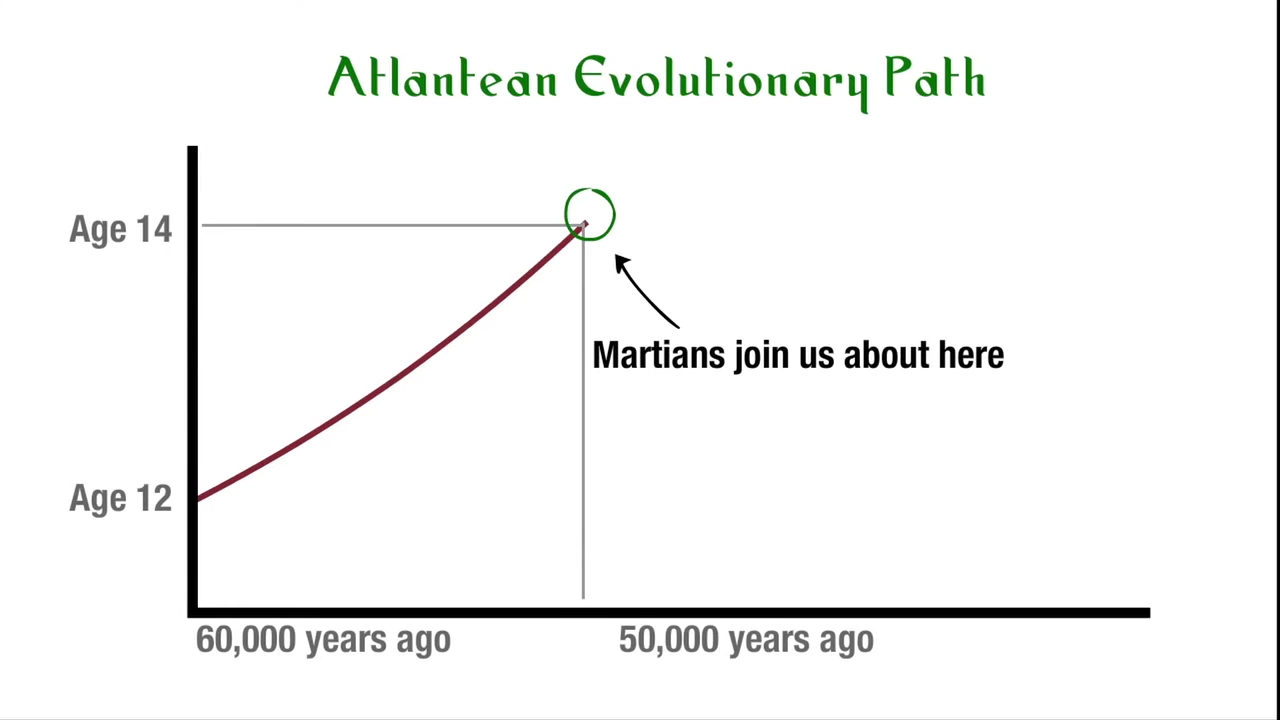 Atlantean Evolutionary Path
Age 14
Martians join us about here
Age 12
60,000 years ago
50,000 years ago